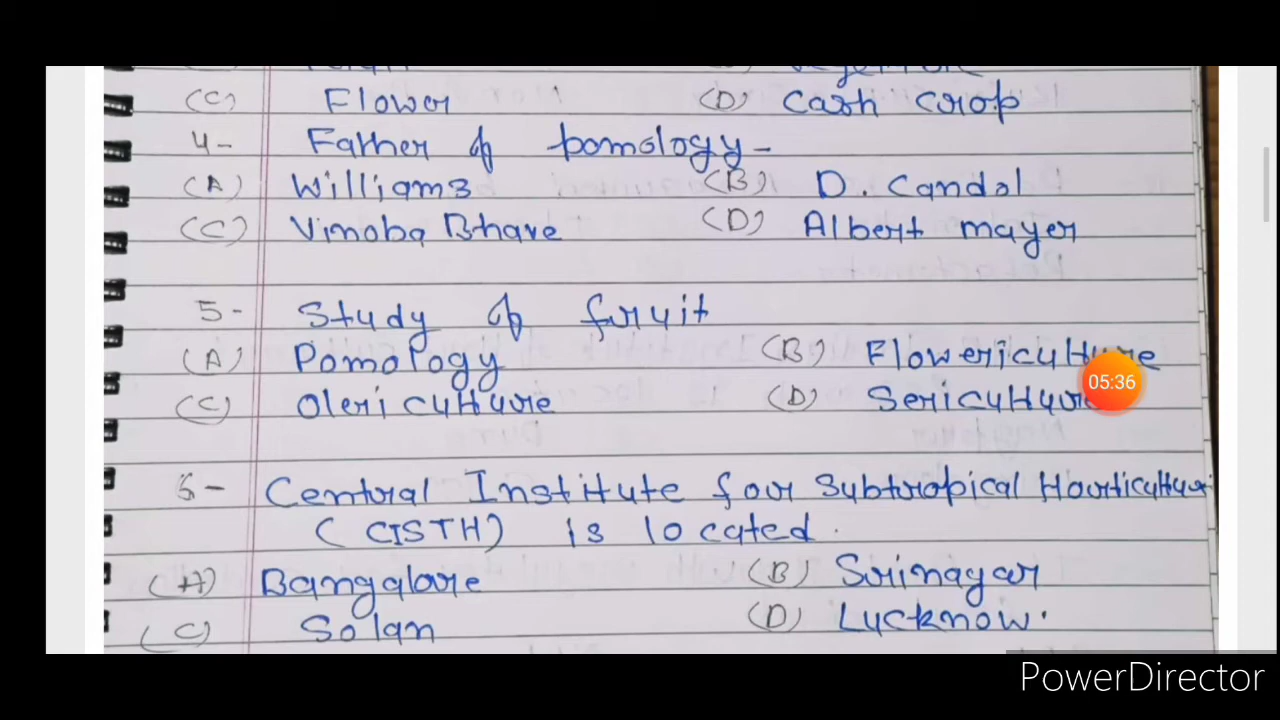 (C) Flower (D) Cash crop
4- Father of pomology-
(A) Williams (B) D. Candol
(C) Vinoba Bhave (D) Albert mayer
5- Study of fruit
(A) Pomology (B) Flowericulture
(C) Olericulture (D) Sericulture
05:36
6- Central Institute for Subtropical Horticultur
(CISTH) is located.
(A) Bangalore (B) Srinagar
(C) Solan (D) Lucknow.
PowerDirector